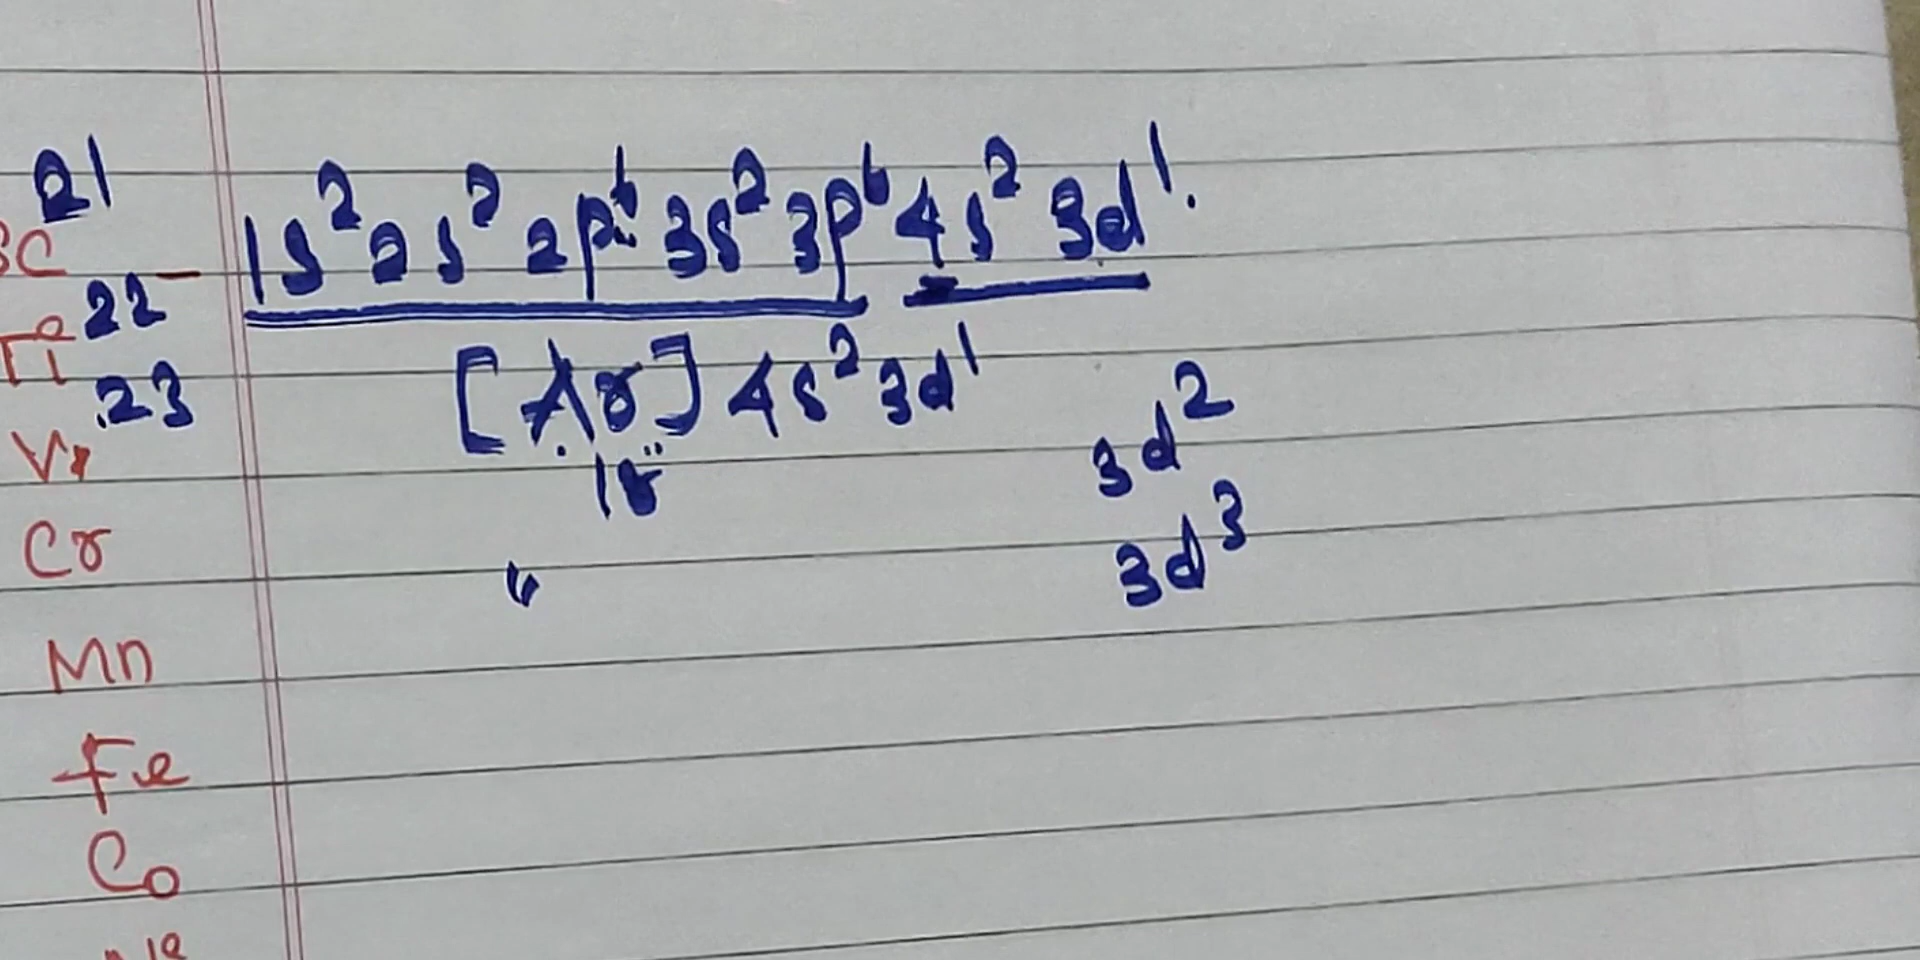 21
Sc - 1s² 2s² 2p⁶ 3s² 3p⁶ 4s² 3d¹.
Ti 22
[Ar] 4s² 3d¹
18
3d²
V 23
3d³
Cr "
Mn
Fe
Co